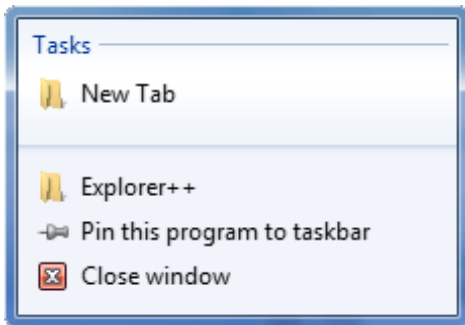 Tasks
New Tab
Explorer++
Pin this program to taskbar
Close window